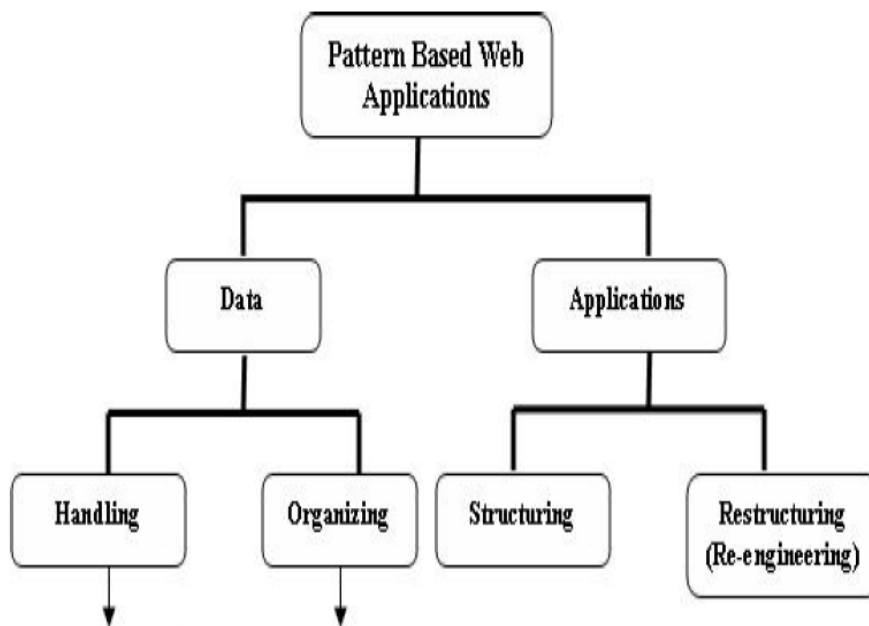 Pattern Based Web
Applications
Data
Applications
Handling
Organizing
Structuring
Restructuring
(Re-engineering)